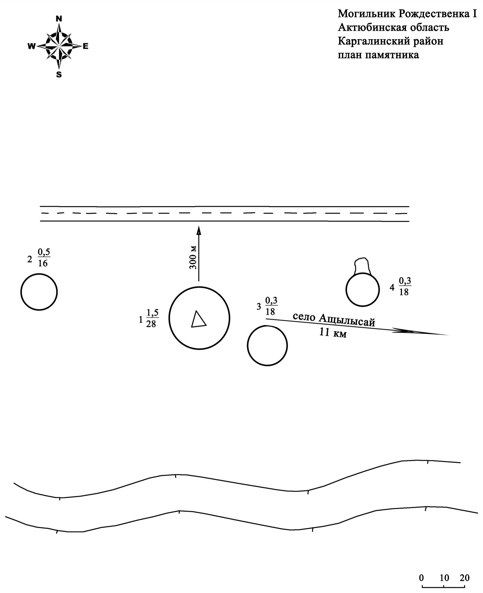 N
W E
S
Могильник Рождественка I
Актюбинская область
Каргалинский район
план памятника
300 м
2 0,5
16
1 1,5
28
3 0,3
18
4 0,3
18
село Ащылысай
11 км
0 10 20